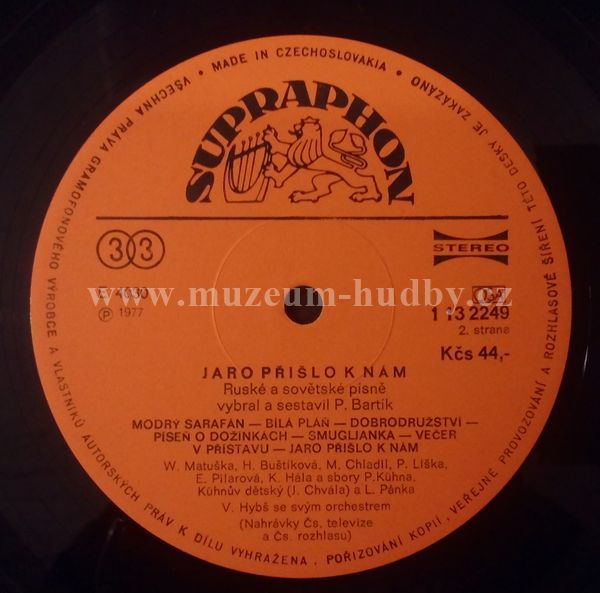 VŠECHNA PRÁVA GRAMOFONOVÉHO VÝROBCE A VLASTNÍKŮ AUTORSKÝCH PRÁV K DÍLU VYHRAŽENA. POŘIZOVÁNÍ KOPIÍ, VEŘEJNÉ PROVOZOVÁNÍ A ROZHLASOVÉ ŠÍŘENÍ TÉTO DESKY JE ZAKÁZÁNO
• MADE IN CZECHOSLOVAKIA •
SUPRAPHON
33
STEREO
www.muzeum-hudby.cz
F 4030
Ⓟ 1977
1 13 2249
2. strana
Kčs 44,-
JARO PŘIŠLO K NÁM
Ruské a sovětské písně
vybral a sestavil P. Bartík
MODRÝ SARAFÁN — BÍLÁ PLÁŇ — DOBRODRUŽSTVÍ —
PÍSEŇ O DOŽINKÁCH — SMUGLJANKA — VEČER
V PŘÍSTAVU — JARO PŘIŠLO K NÁM
W. Matuška, H. Buštíková, M. Chladil, P. Liška,
E. Pilarová, K. Hála a sbory P.Kühna,
Kühnův dětský (J. Chvála) a L. Pánka
V. Hybš se svým orchestrem
(Nahrávky Čs. televize
a Čs. rozhlasu)